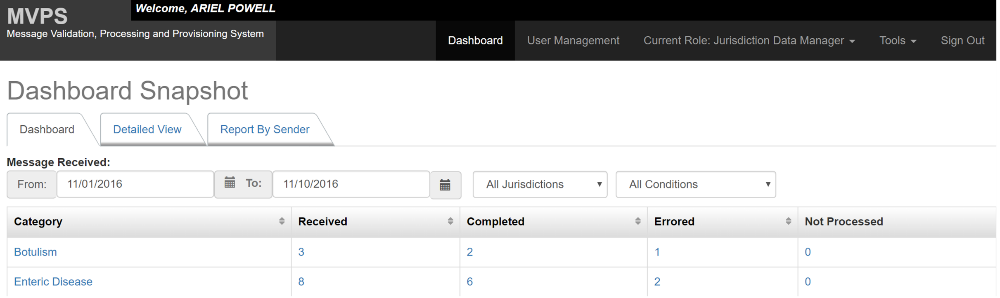 MVPS
Welcome, ARIEL POWELL
Message Validation, Processing and Provisioning System
Dashboard User Management Current Role: Jurisdiction Data Manager Tools Sign Out
Dashboard Snapshot
Dashboard Detailed View Report By Sender
Message Received:
From: 11/01/2016 To: 11/10/2016 All Jurisdictions All Conditions
Category Received Completed Errored Not Processed
Botulism 3 2 1 0
Enteric Disease 8 6 2 0